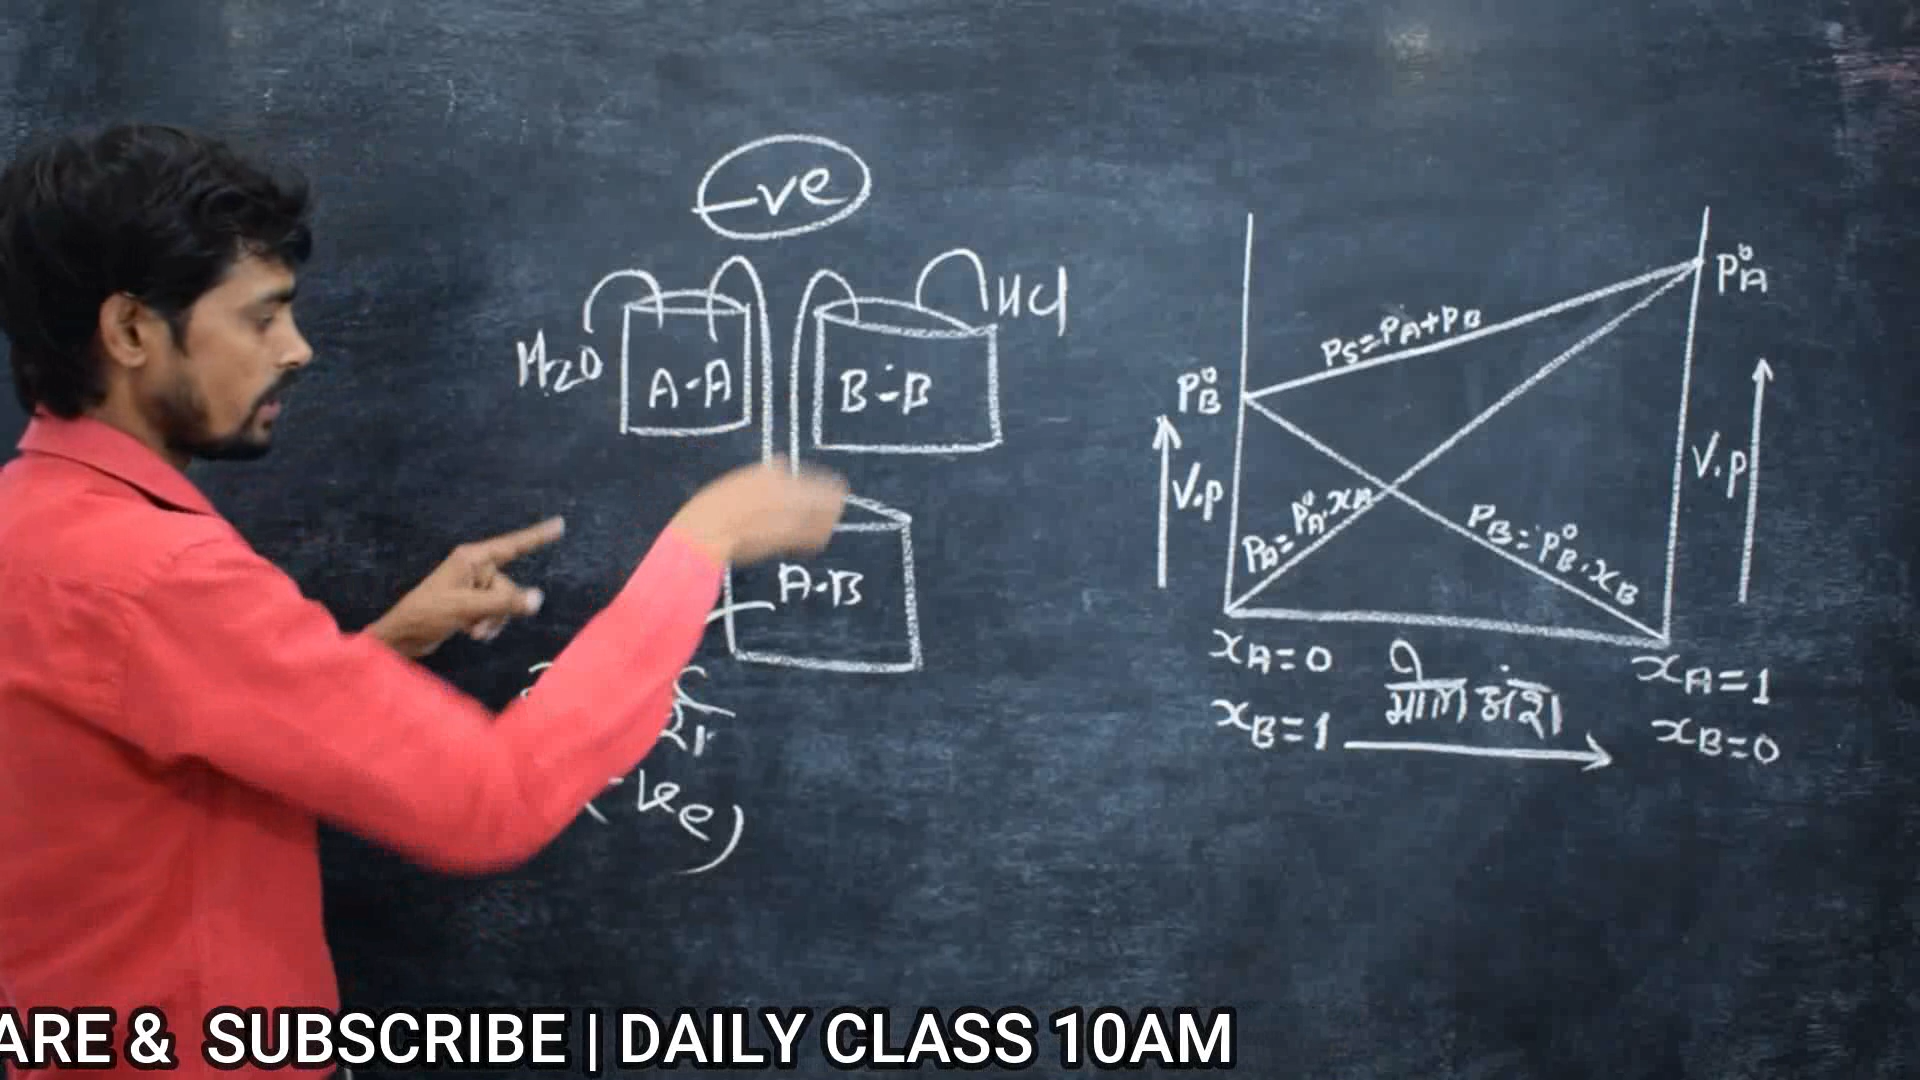 -ve
H2O
A-A
B-B
HCl
A-B
-ve)
P°A
PS=PA+PB
P°B
V.P
V.P
P°A.xA
PB=P°B.xB
xA=0
xB=1
मोल अंश
xA=1
xB=0
ARE & SUBSCRIBE | DAILY CLASS 10AM